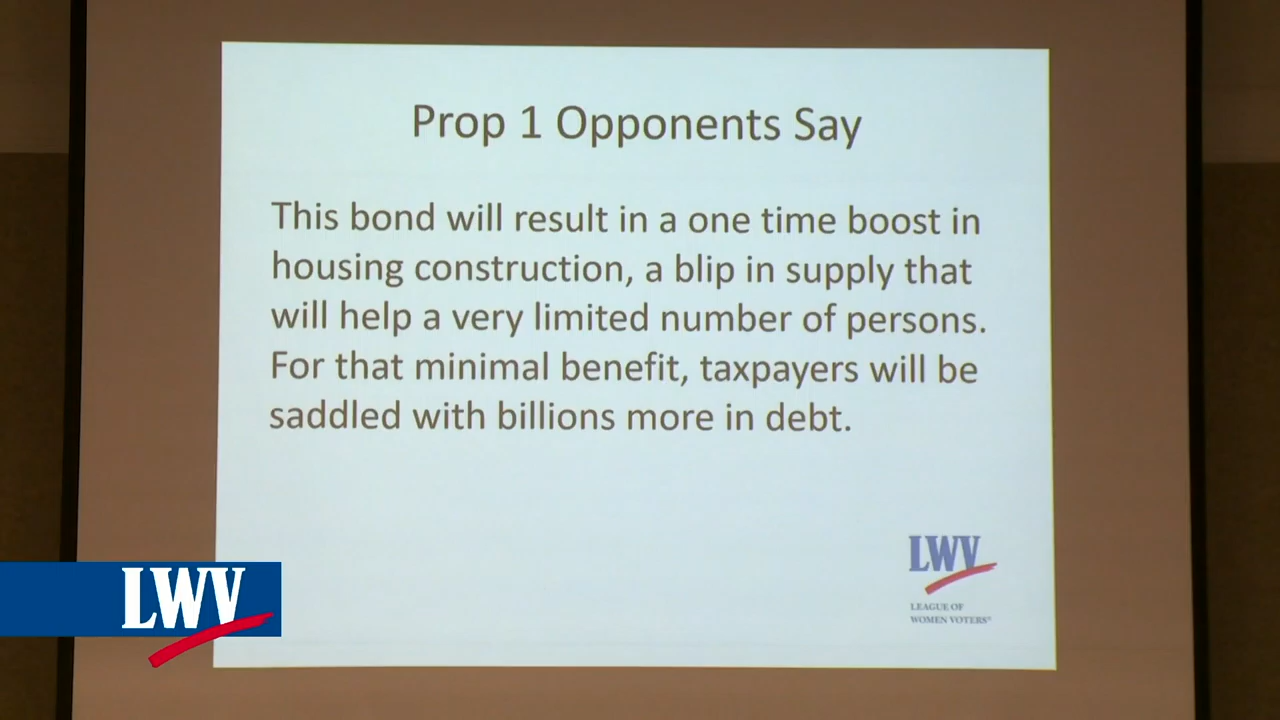 Prop 1 Opponents Say
This bond will result in a one time boost in
housing construction, a blip in supply that
will help a very limited number of persons.
For that minimal benefit, taxpayers will be
saddled with billions more in debt.
LWV
LEAGUE OF
WOMEN VOTERS®
LWV